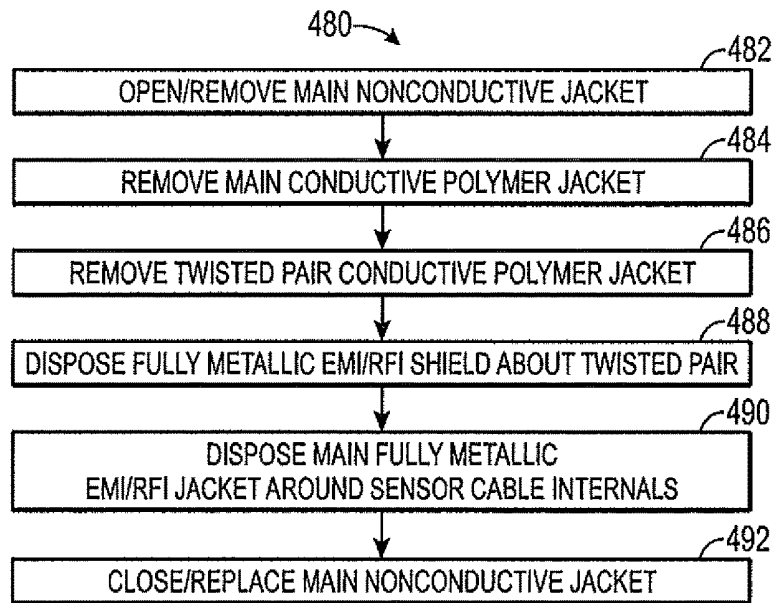 480
482
OPEN/REMOVE MAIN NONCONDUCTIVE JACKET
484
REMOVE MAIN CONDUCTIVE POLYMER JACKET
486
REMOVE TWISTED PAIR CONDUCTIVE POLYMER JACKET
488
DISPOSE FULLY METALLIC EMI/RFI SHIELD ABOUT TWISTED PAIR
490
DISPOSE MAIN FULLY METALLIC
EMI/RFI JACKET AROUND SENSOR CABLE INTERNALS
492
CLOSE/REPLACE MAIN NONCONDUCTIVE JACKET